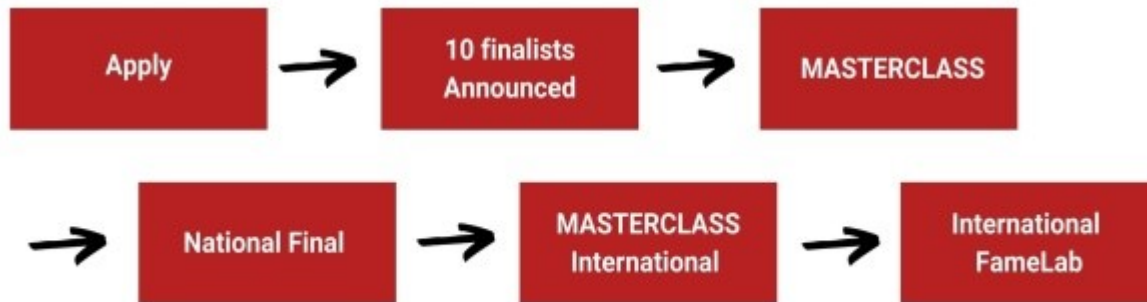 Apply
10 finalists
Announced
MASTERCLASS
National Final
MASTERCLASS
International
International
FameLab